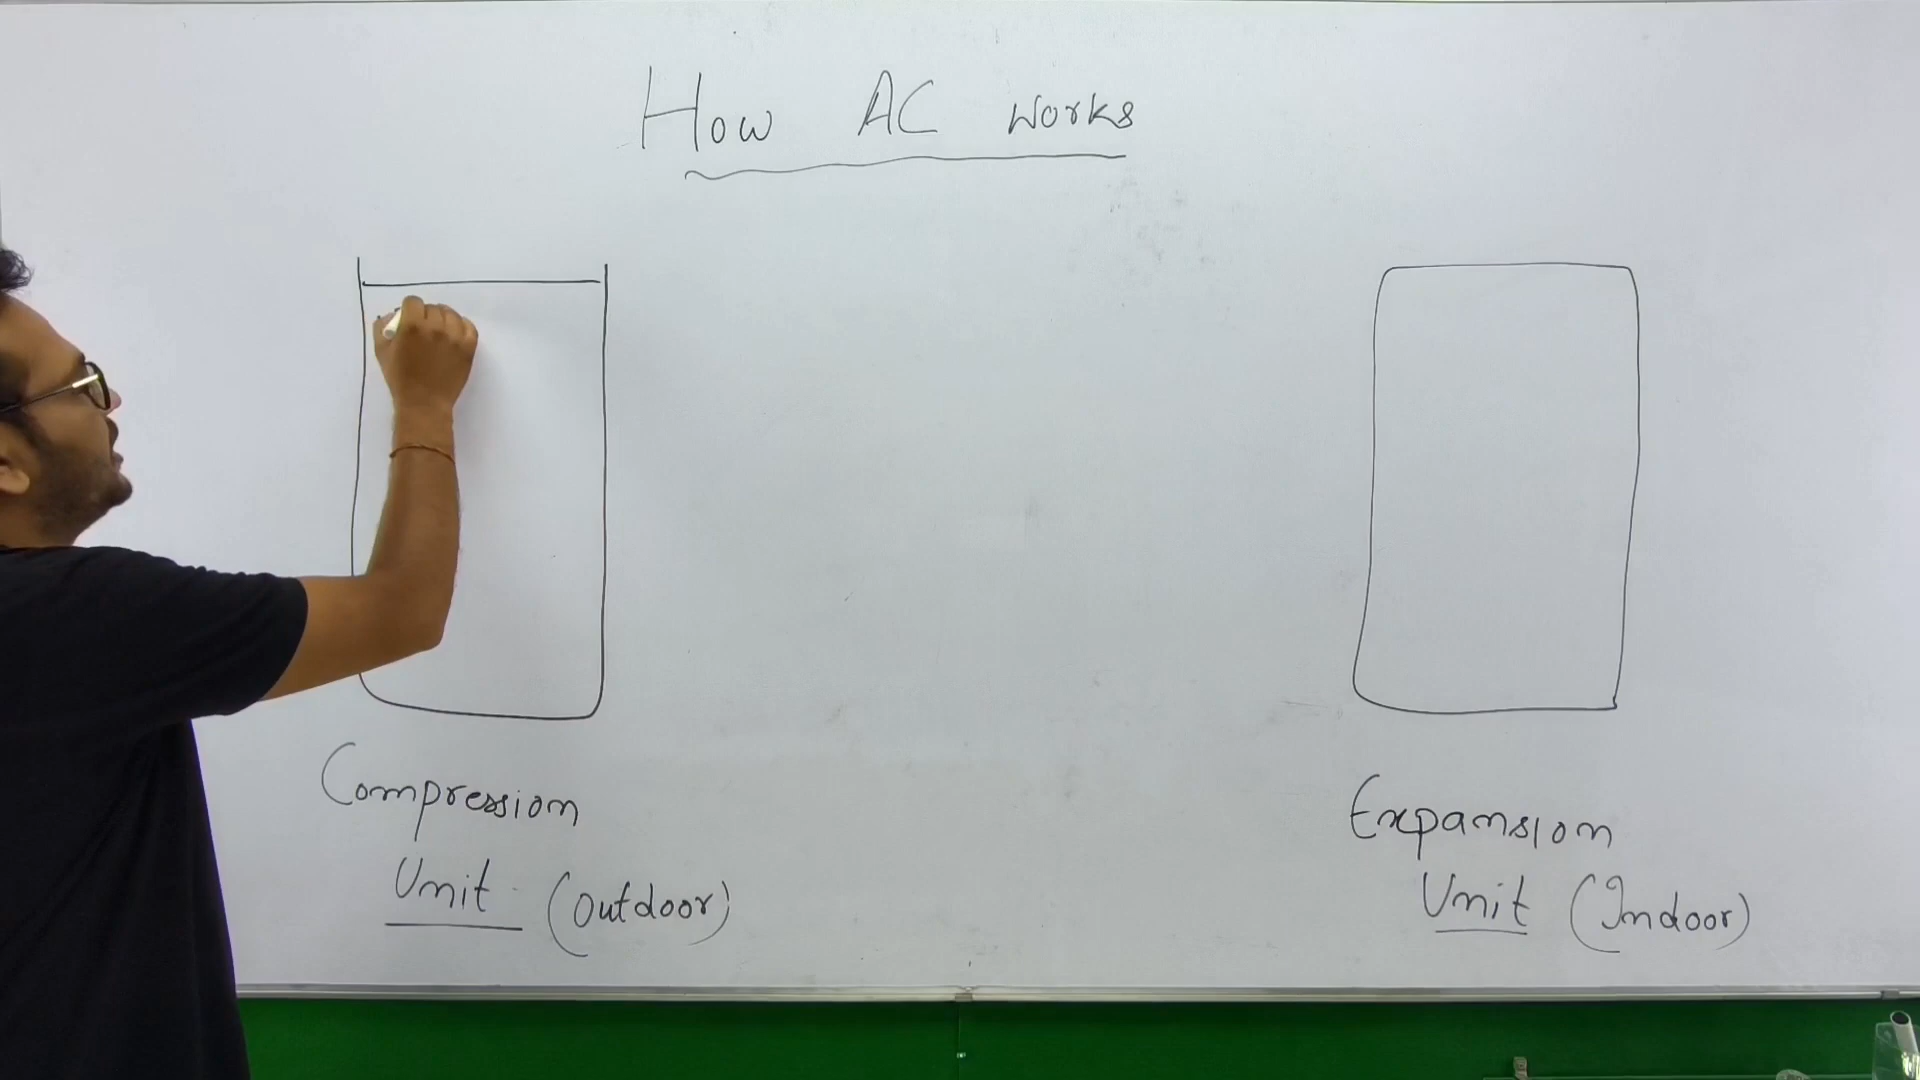 How AC works
Compression
Unit (Outdoor)
Expansion
Unit (Indoor)